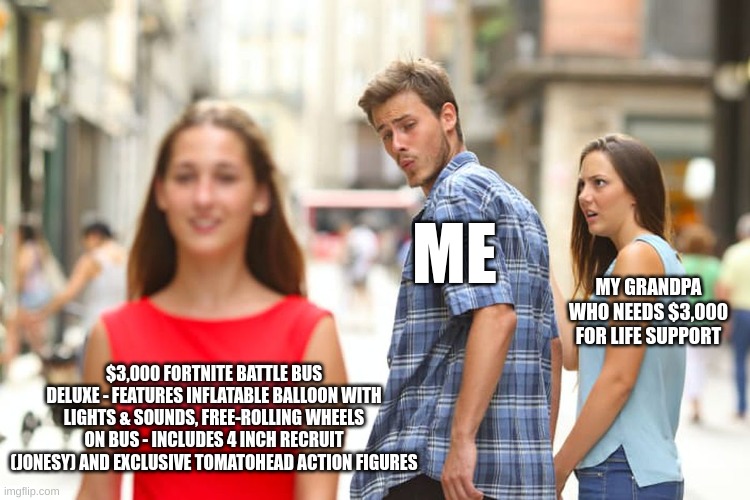 ME
MY GRANDPA
WHO NEEDS $3,000
FOR LIFE SUPPORT
$3,000 FORTNITE BATTLE BUS
DELUXE - FEATURES INFLATABLE BALLOON WITH
LIGHTS & SOUNDS, FREE-ROLLING WHEELS
ON BUS - INCLUDES 4 INCH RECRUIT
(JONESY) AND EXCLUSIVE TOMATOHEAD ACTION FIGURES
imgflip.com